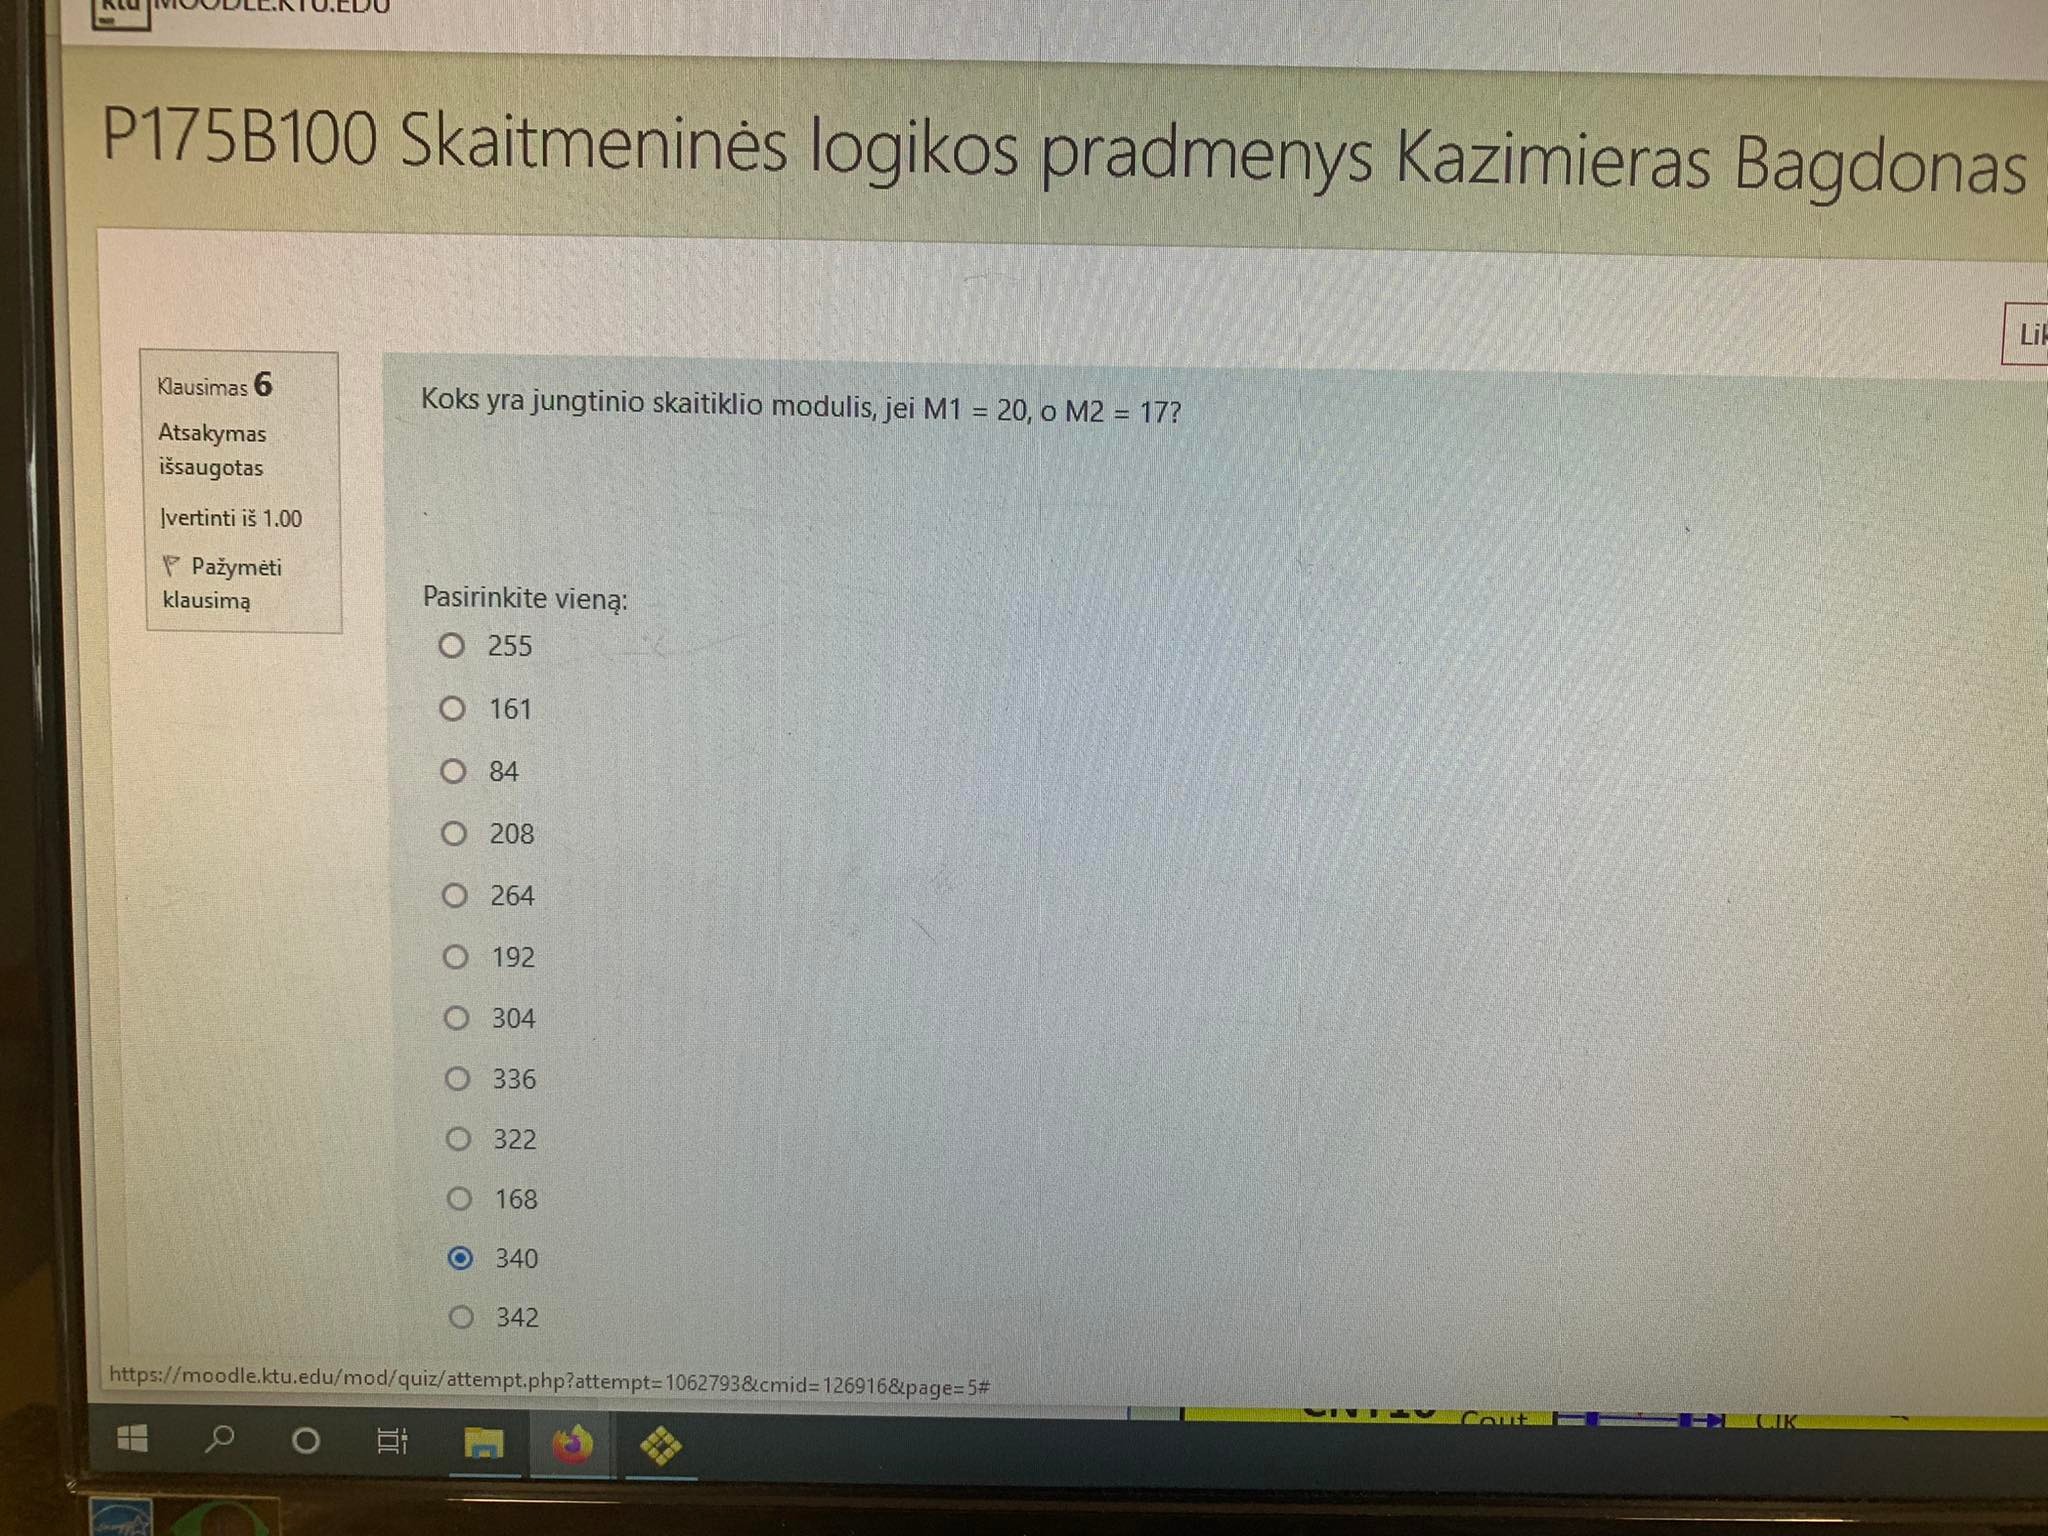 ktu MOODLE.KTU.EDU
P175B100 Skaitmeninės logikos pradmenys Kazimieras Bagdonas
Lik
Klausimas 6
Atsakymas
išsaugotas
Įvertinti iš 1.00
Pažymėti
klausimą
Koks yra jungtinio skaitiklio modulis, jei M1 = 20, o M2 = 17?
Pasirinkite vieną:
255
161
84
208
264
192
304
336
322
168
340
342
https://moodle.ktu.edu/mod/quiz/attempt.php?attempt=1062793&cmid=126916&page=5#
Cout
Clk